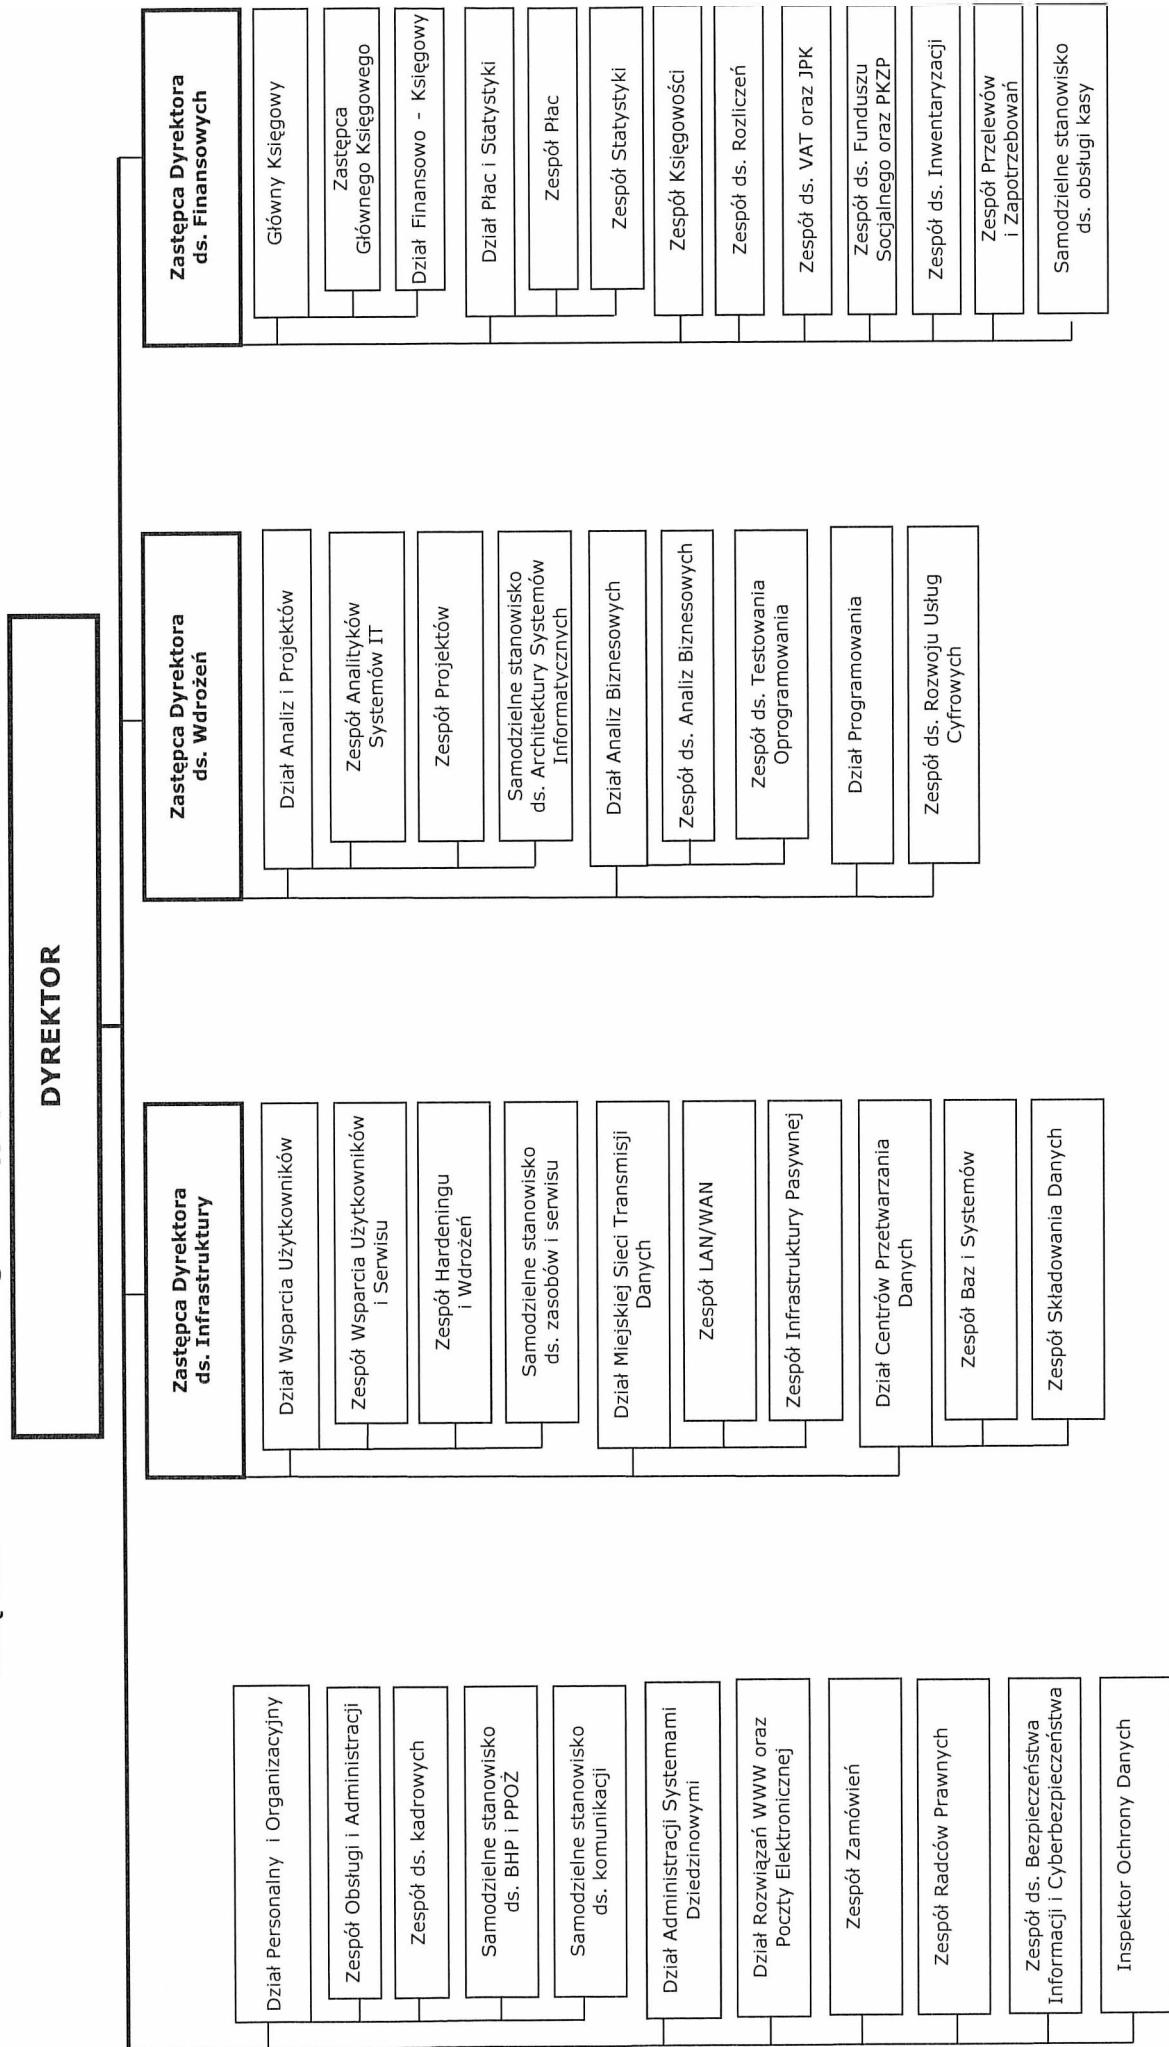 DYREKTOR
Dział Personalny i Organizacyjny
Zespół Obsługi i Administracji
Zespół ds. kadrowych
Samodzielne stanowisko
ds. BHP i PPOŻ
Samodzielne stanowisko
ds. komunikacji
Dział Administracji Systemami
Dziedzinowymi
Dział Rozwiązań WWW oraz
Poczty Elektronicznej
Zespół Zamówień
Zespół Radców Prawnych
Zespół ds. Bezpieczeństwa
Informacji i Cyberbezpieczeństwa
Inspektor Ochrony Danych
Zastępca Dyrektora
ds. Infrastruktury
Dział Wsparcia Użytkowników
Zespół Wsparcia Użytkowników
i Serwisu
Zespół Hardeningu
i Wdrożeń
Samodzielne stanowisko
ds. zasobów i serwisu
Dział Miejskiej Sieci Transmisji
Danych
Zespół LAN/WAN
Zespół Infrastruktury Pasywnej
Dział Centrów Przetwarzania
Danych
Zespół Baz i Systemów
Zespół Składowania Danych
Zastępca Dyrektora
ds. Wdrożeń
Dział Analiz i Projektów
Zespół Analityków
Systemów IT
Zespół Projektów
Samodzielne stanowisko
ds. Architektury Systemów
Informatycznych
Dział Analiz Biznesowych
Zespół ds. Analiz Biznesowych
Zespół ds. Testowania
Oprogramowania
Dział Programowania
Zespół ds. Rozwoju Usług
Cyfrowych
Zastępca Dyrektora
ds. Finansowych
Główny Księgowy
Zastępca
Głównego Księgowego
Dział Finansowo - Księgowy
Dział Płac i Statystyki
Zespół Płac
Zespół Statystyki
Zespół Księgowości
Zespół ds. Rozliczeń
Zespół ds. VAT oraz JPK
Zespół ds. Funduszu
Socjalnego oraz PKZP
Zespół ds. Inwentaryzacji
Zespół Przelewów
i Zapotrzebowań
Samodzielne stanowisko
ds. obsługi kasy